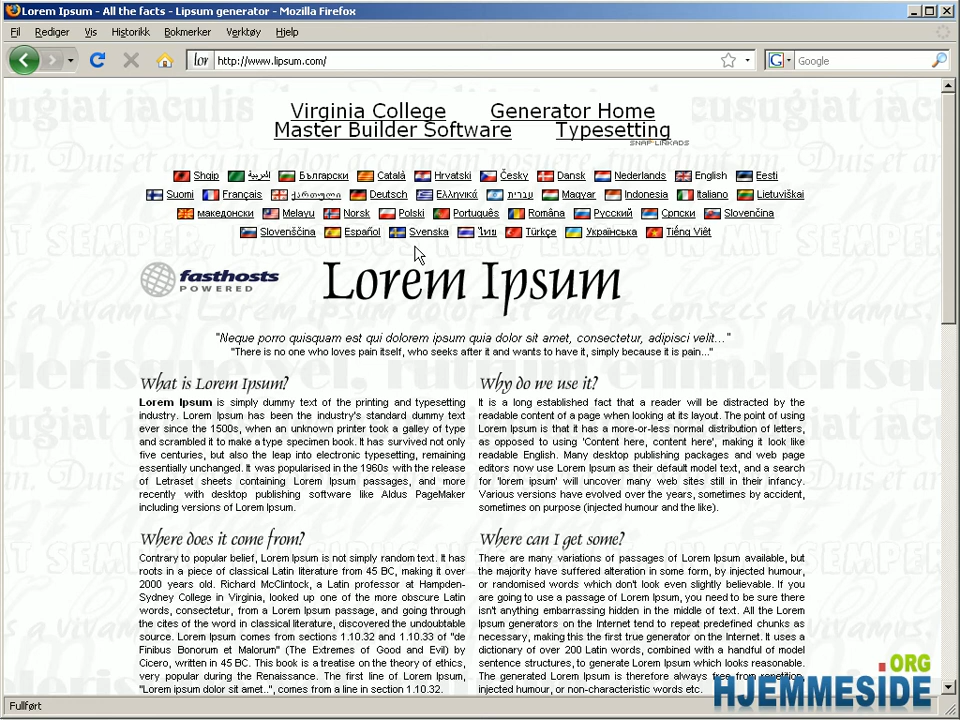 Lorem Ipsum - All the facts - Lipsum generator - Mozilla Firefox
Fil Rediger Vis Historikk Bokmerker Verktøy Hjelp
lor http://www.lipsum.com/ G Google
Virginia College Generator Home
Master Builder Software Typesetting
SNAP LINKADS
Shqip العربية Български Català Hrvatski Česky Dansk Nederlands English Eesti
Suomi Français ქართული Deutsch Ελληνικά עברית Magyar Indonesia Italiano Lietuviškai
македонски Melayu Norsk Polski Português Româna Русский Српски Slovenčina
Slovenščina Español Svenska ไทย Türkçe Українська Tiếng Việt
fasthosts
POWERED
Lorem Ipsum
"Neque porro quisquam est qui dolorem ipsum quia dolor sit amet, consectetur, adipisci velit..."
"There is no one who loves pain itself, who seeks after it and wants to have it, simply because it is pain..."
What is Lorem Ipsum?
Lorem Ipsum is simply dummy text of the printing and typesetting
industry. Lorem Ipsum has been the industry's standard dummy text
ever since the 1500s, when an unknown printer took a galley of type
and scrambled it to make a type specimen book. It has survived not only
five centuries, but also the leap into electronic typesetting, remaining
essentially unchanged. It was popularised in the 1960s with the release
of Letraset sheets containing Lorem Ipsum passages, and more
recently with desktop publishing software like Aldus PageMaker
including versions of Lorem Ipsum.
Why do we use it?
It is a long established fact that a reader will be distracted by the
readable content of a page when looking at its layout. The point of using
Lorem Ipsum is that it has a more-or-less normal distribution of letters,
as opposed to using 'Content here, content here', making it look like
readable English. Many desktop publishing packages and web page
editors now use Lorem Ipsum as their default model text, and a search
for 'lorem ipsum' will uncover many web sites still in their infancy.
Various versions have evolved over the years, sometimes by accident,
sometimes on purpose (injected humour and the like).
Where does it come from?
Contrary to popular belief, Lorem Ipsum is not simply random text. It has
roots in a piece of classical Latin literature from 45 BC, making it over
2000 years old. Richard McClintock, a Latin professor at Hampden-
Sydney College in Virginia, looked up one of the more obscure Latin
words, consectetur, from a Lorem Ipsum passage, and going through
the cites of the word in classical literature, discovered the undoubtable
source. Lorem Ipsum comes from sections 1.10.32 and 1.10.33 of "de
Finibus Bonorum et Malorum" (The Extremes of Good and Evil) by
Cicero, written in 45 BC. This book is a treatise on the theory of ethics,
very popular during the Renaissance. The first line of Lorem Ipsum,
"Lorem ipsum dolor sit amet..", comes from a line in section 1.10.32.
Where can I get some?
There are many variations of passages of Lorem Ipsum available, but
the majority have suffered alteration in some form, by injected humour,
or randomised words which don't look even slightly believable. If you
are going to use a passage of Lorem Ipsum, you need to be sure there
isn't anything embarrassing hidden in the middle of text. All the Lorem
Ipsum generators on the Internet tend to repeat predefined chunks as
necessary, making this the first true generator on the Internet. It uses a
dictionary of over 200 Latin words, combined with a handful of model
sentence structures, to generate Lorem Ipsum which looks reasonable.
The generated Lorem Ipsum is therefore always free from repetition,
injected humour, or non-characteristic words etc.
.ORG
HJEMMESIDE
Fullført